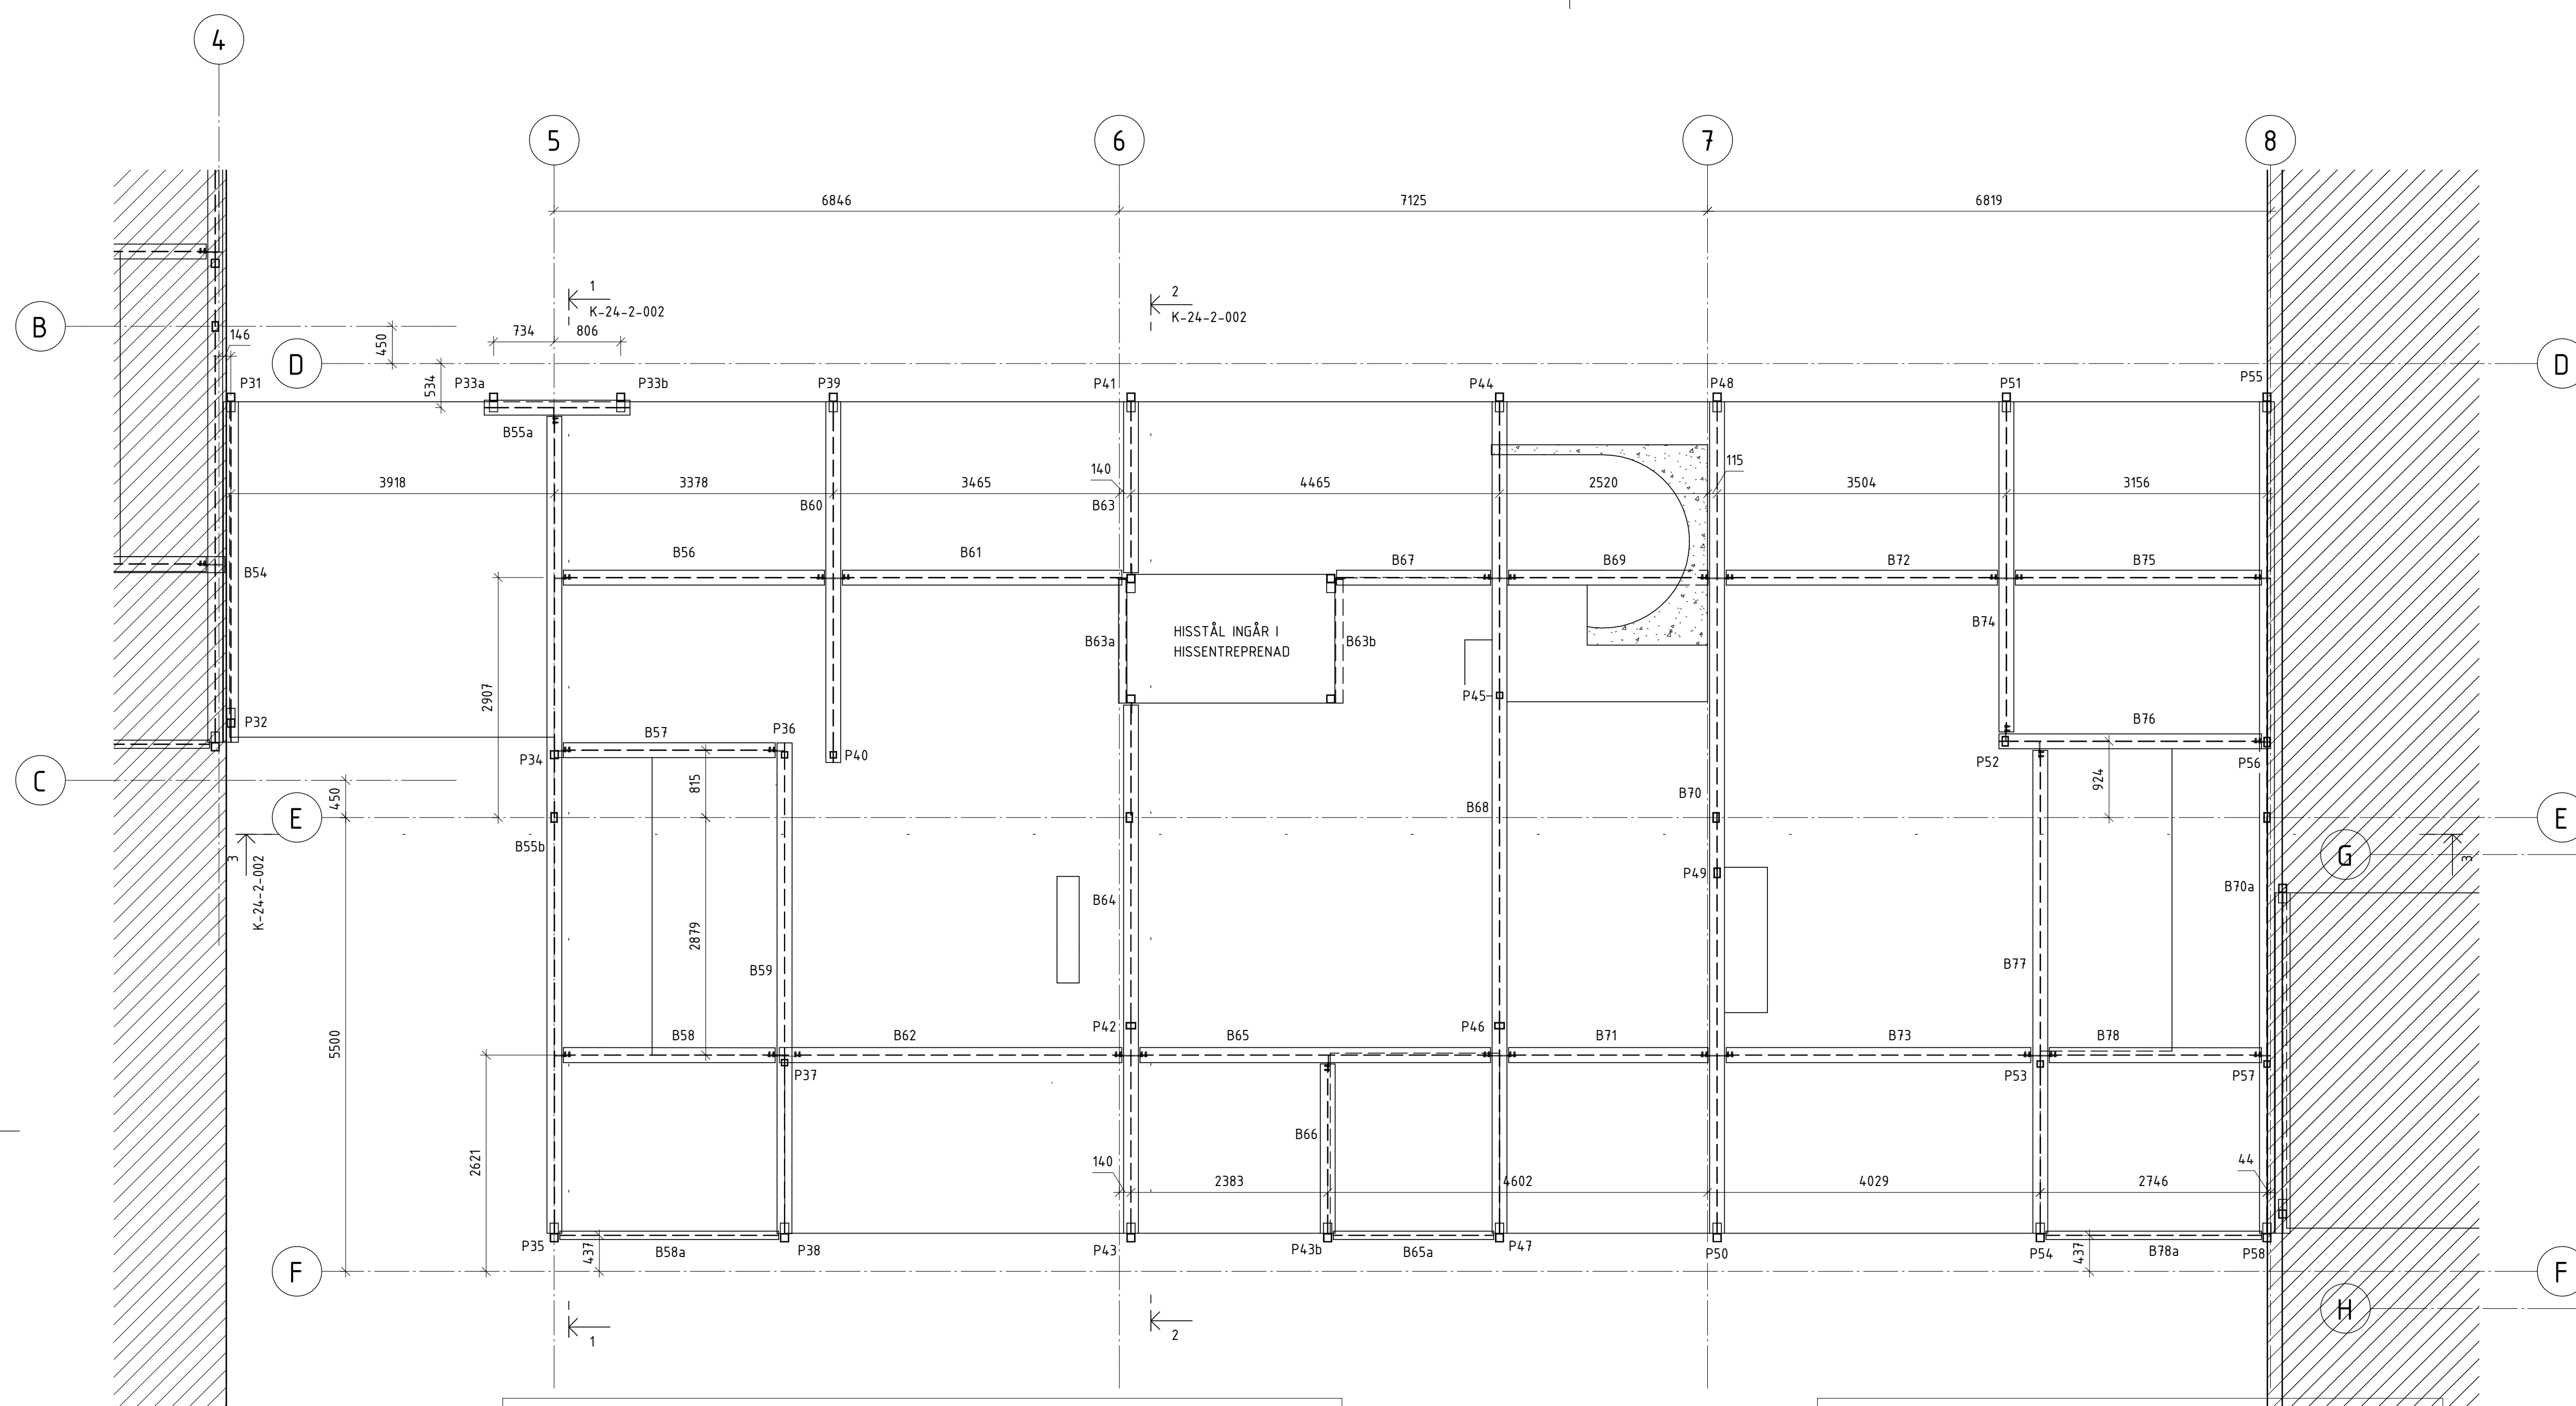 4
5
6
7
8
6846
7125
6819
1
K-24-2-002
2
K-24-2-002
B
D
D
450
146
534
734
806
P31
P33a
P33b
P39
P41
P44
P48
P51
P55
B55a
3918
3378
3465
140
4465
2520
115
3504
3156
B60
B63
B54
B56
B61
B67
B69
B72
B75
HISSTÅL INGÅR I
HISSENTREPRENAD
B63a
B63b
B74
2907
P45
P32
B57
P36
P34
P40
B76
P52
P56
C
450
815
924
E
E
B68
B70
B55b
3
K-24-2-002
G
3
P49
B70a
B64
2879
B59
B77
5500
P42
P46
B58
B62
B65
B71
B73
B78
P37
P53
P57
B66
2621
140
2383
4602
4029
2746
44
P35
B58a
437
P38
P43
P43b
B65a
P47
P50
P54
437
B78a
P58
F
F
H
1
2